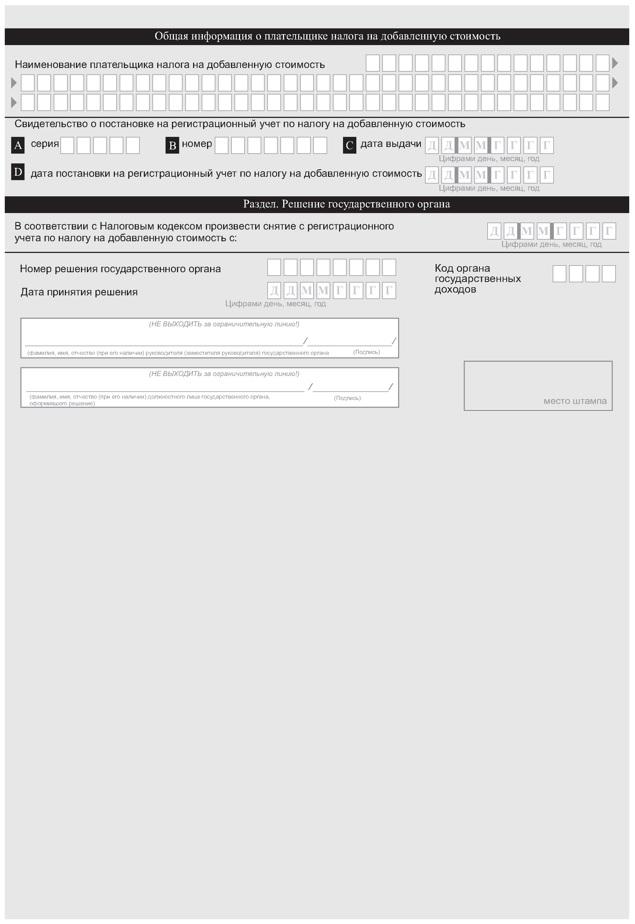 Общая информация о плательщике налога на добавленную стоимость
Наименование плательщика налога на добавленную стоимость
Свидетельство о постановке на регистрационный учет по налогу на добавленную стоимость
A серия B номер C дата выдачи Д Д М М Г Г Г Г
Цифрами день, месяц, год
D дата постановки на регистрационный учет по налогу на добавленную стоимость Д Д М М Г Г Г Г
Цифрами день, месяц, год
Раздел. Решение государственного органа
В соответствии с Налоговым кодексом произвести снятие с регистрационного
учета по налогу на добавленную стоимость с: Д Д М М Г Г Г Г
Цифрами день, месяц, год
Номер решения государственного органа
Код органа
государственных
доходов
Дата принятия решения Д Д М М Г Г Г Г
Цифрами день, месяц, год
(НЕ ВЫХОДИТЬ за ограничительную линию!)
/ /
(фамилия, имя, отчество (при его наличии) руководителя (заместителя руководителя) государственного органа (Подпись)
(НЕ ВЫХОДИТЬ за ограничительную линию!)
/ /
(фамилия, имя, отчество (при его наличии) должностного лица государственного органа,
оформившего решение) (Подпись)
место штампа